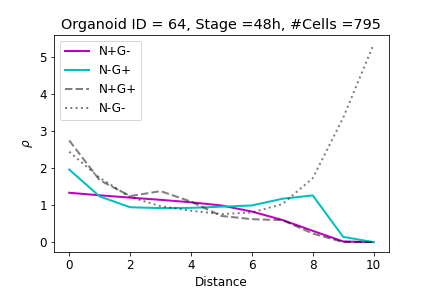 Organoid ID = 64, Stage =48h, #Cells =795
N+G-
N-G+
N+G+
N-G-
ρ
5
4
3
2
1
0
0 2 4 6 8 10
Distance